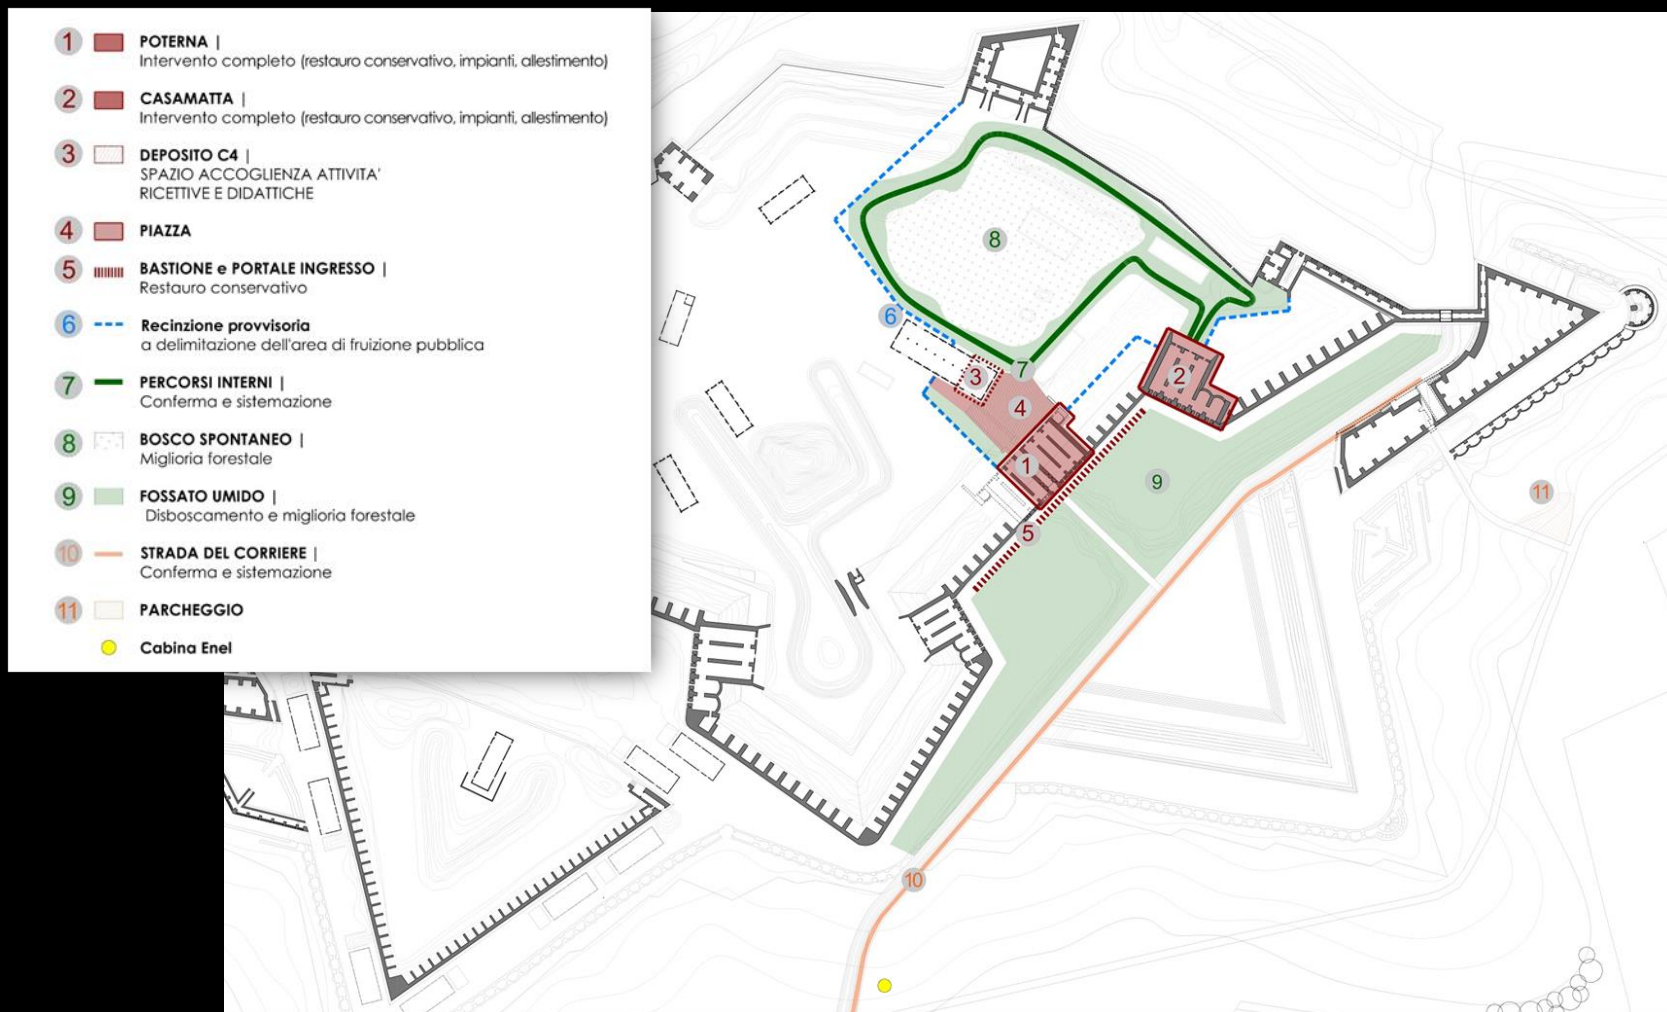 1 POTERNA |
Intervento completo (restauro conservativo, impianti, allestimento)
2 CASAMATTA |
Intervento completo (restauro conservativo, impianti, allestimento)
3 DEPOSITO C4 |
SPAZIO ACCOGLIENZA ATTIVITA'
RICETTIVE E DIDATTICHE
4 PIAZZA
5 BASTIONE e PORTALE INGRESSO |
Restauro conservativo
6 Recinzione provvisoria
a delimitazione dell'area di fruizione pubblica
7 PERCORSI INTERNI |
Conferma e sistemazione
8 BOSCO SPONTANEO |
Miglioria forestale
9 FOSSATO UMIDO |
Disboscamento e miglioria forestale
10 STRADA DEL CORRIERE |
Conferma e sistemazione
11 PARCHEGGIO
Cabina Enel
8
6
7
3
2
4
1
9
11
5
10